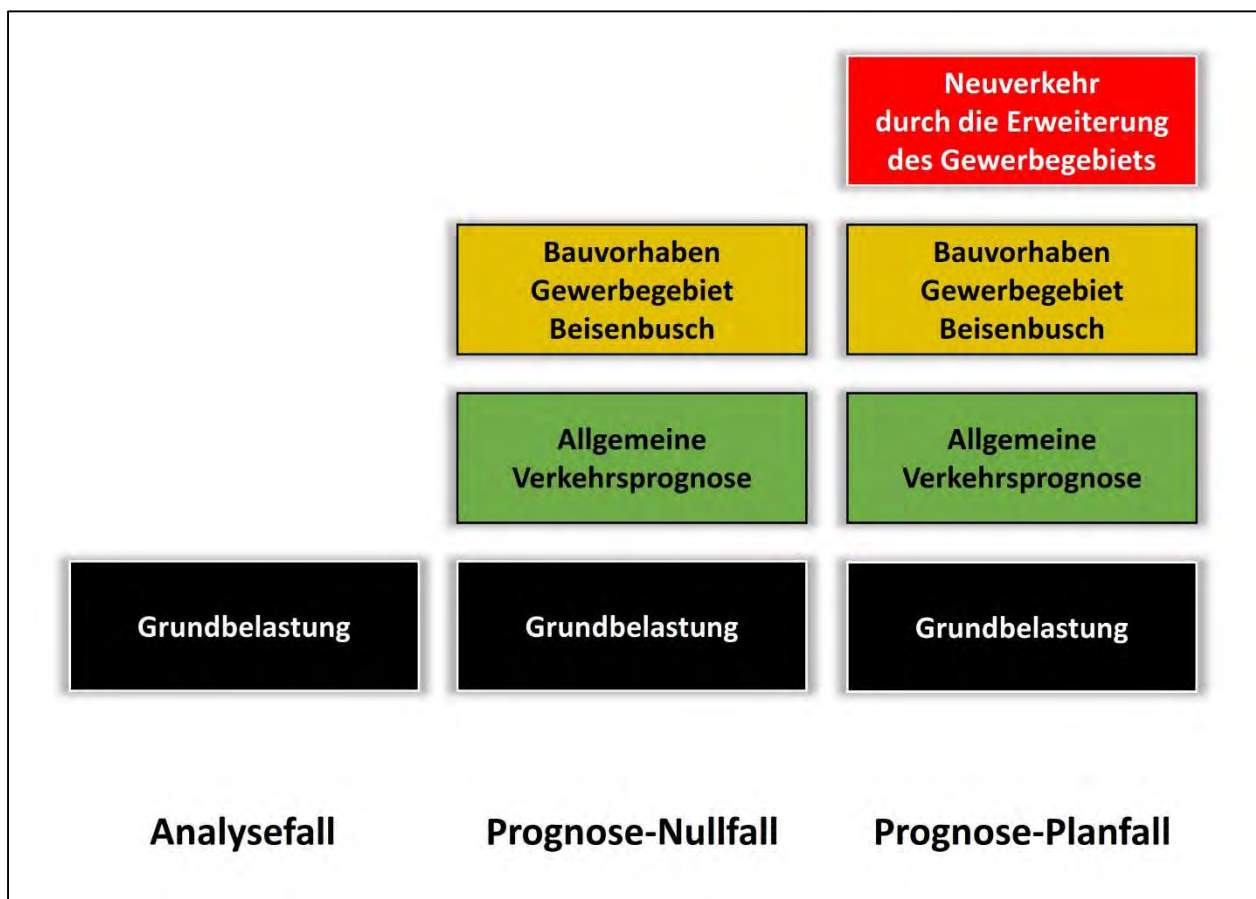 Neuverkehr
durch die Erweiterung
des Gewerbegebiets
Bauvorhaben
Gewerbegebiet
Beisenbusch
Bauvorhaben
Gewerbegebiet
Beisenbusch
Allgemeine
Verkehrsprognose
Allgemeine
Verkehrsprognose
Grundbelastung
Grundbelastung
Grundbelastung
Analysefall
Prognose-Nullfall
Prognose-Planfall